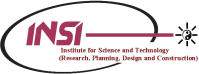 INSI
Institute for Science and Technology
(Research, Planning, Design and Construction)